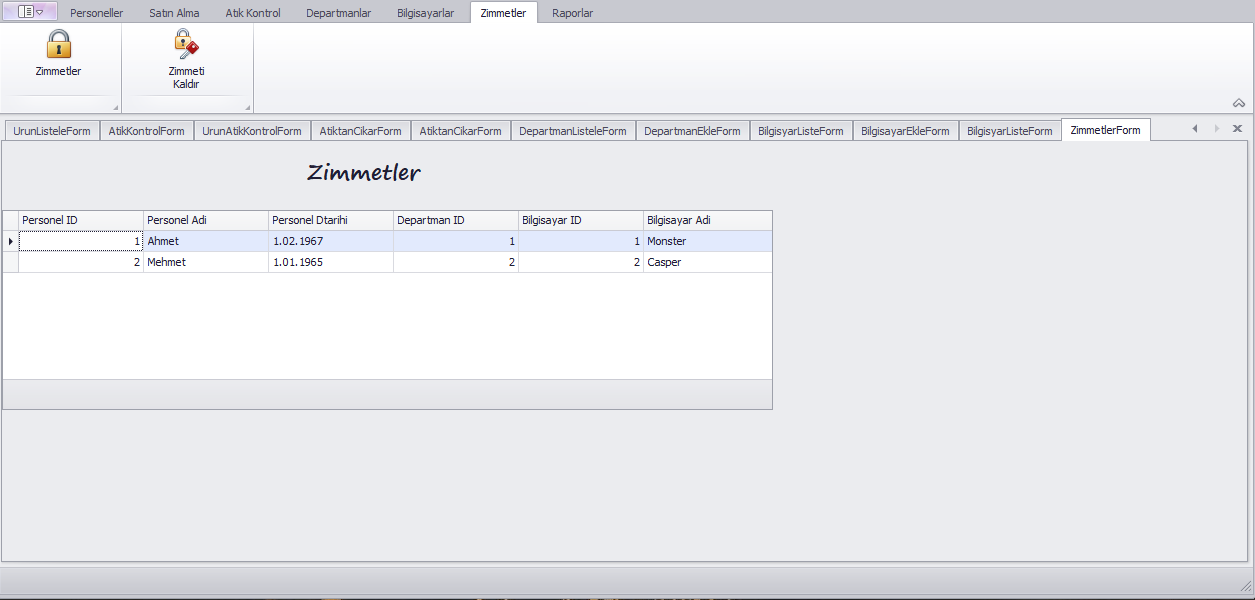 Personeller Satın Alma Atık Kontrol Departmanlar Bilgisayarlar Zimmetler Raporlar
Zimmetler
Zimmeti
Kaldır
UrunListeleForm AtikKontrolForm UrunAtikKontrolForm AtiktanCikarForm AtiktanCikarForm DepartmanListeleForm DepartmanEkleForm BilgisyarListeForm BilgisayarEkleForm BilgisyarListeForm ZimmetlerForm
Zimmetler
Personel ID Personel Adi Personel Dtarihi Departman ID Bilgisayar ID Bilgisayar Adi
1 Ahmet 1.02.1967 1 1 Monster
2 Mehmet 1.01.1965 2 2 Casper